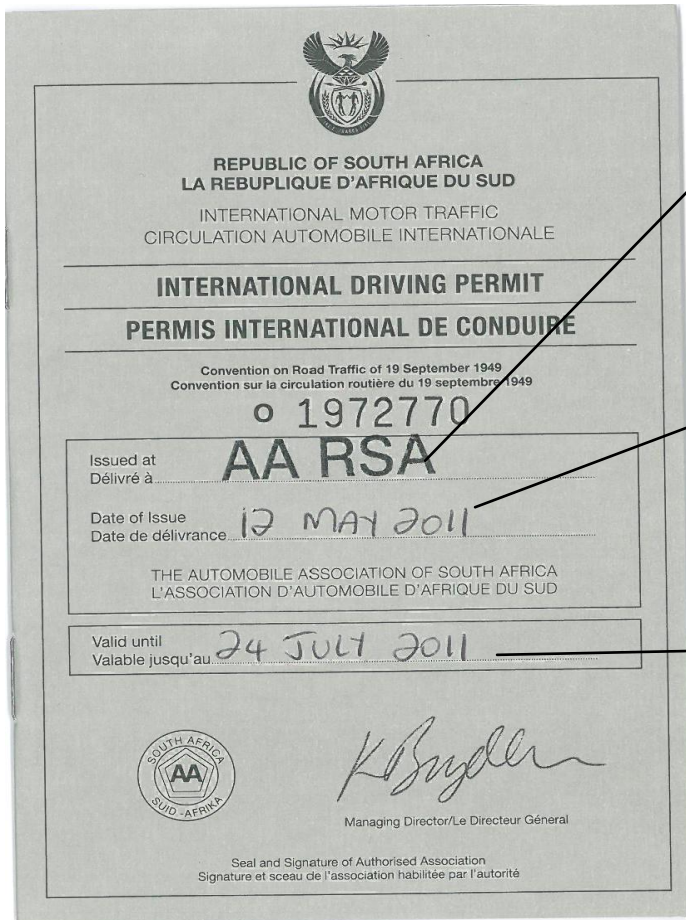 REPUBLIC OF SOUTH AFRICA
LA REBUPLIQUE D'AFRIQUE DU SUD
INTERNATIONAL MOTOR TRAFFIC
CIRCULATION AUTOMOBILE INTERNATIONALE
INTERNATIONAL DRIVING PERMIT
PERMIS INTERNATIONAL DE CONDUIRE
Convention on Road Traffic of 19 September 1949
Convention sur la circulation routière du 19 septembre 1949
O 1972770
Issued at
Délivré à AA RSA
Date of Issue
Date de délivrance 12 MAY 2011
THE AUTOMOBILE ASSOCIATION OF SOUTH AFRICA
L'ASSOCIATION D'AUTOMOBILE D'AFRIQUE DU SUD
Valid until
Valable jusqu'au 24 JULY 2011
SOUTH AFRICA
AA
SUID-AFRIKA
Managing Director/Le Directeur Géneral
Seal and Signature of Authorised Association
Signature et sceau de l'association habilitée par l'autorité